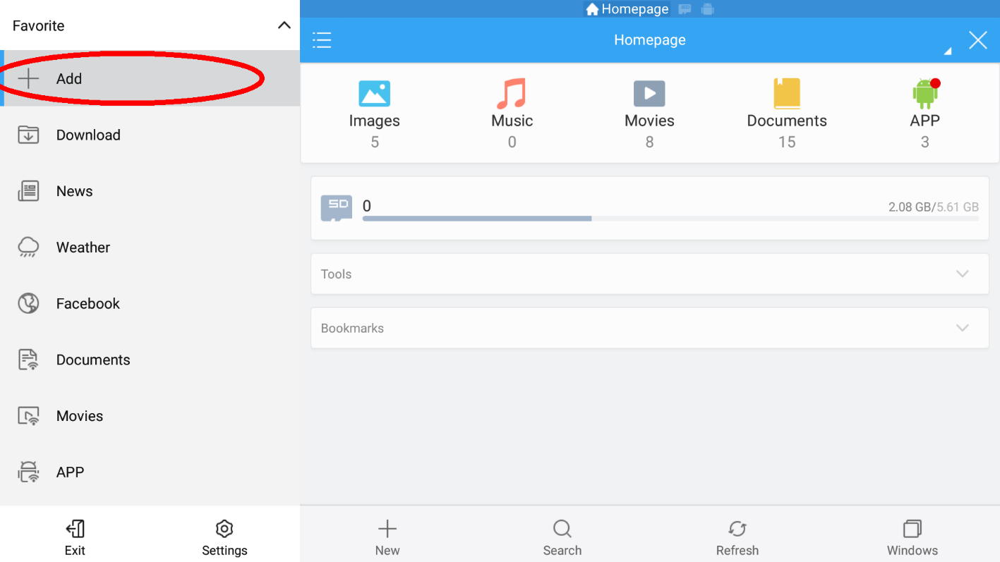 Favorite
Add
Download
News
Weather
Facebook
Documents
Movies
APP
Exit
Settings
Homepage
Homepage
Images
5
Music
0
Movies
8
Documents
15
APP
3
SD
0
2.08 GB/5.61 GB
Tools
Bookmarks
New
Search
Refresh
Windows